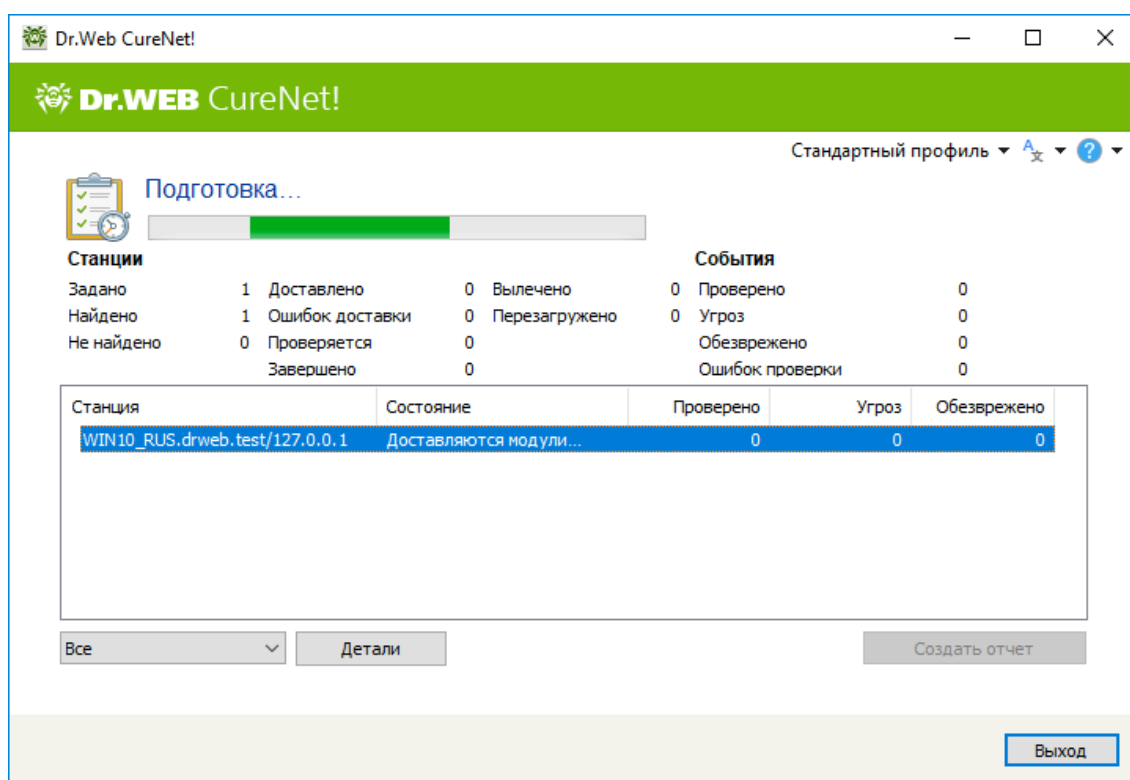 Dr.Web CureNet!
Dr.WEB CureNet!
Стандартный профиль
Подготовка...
Станции События
Задано 1 Доставлено 0 Вылечено 0 Проверено 0
Найдено 1 Ошибок доставки 0 Перезагружено 0 Угроз 0
Не найдено 0 Проверяется 0 Обезврежено 0
Завершено 0 Ошибок проверки 0
Станция Состояние Проверено Угроз Обезврежено
WIN10_RUS.drweb.test/127.0.0.1 Доставляются модули... 0 0 0
Все Детали Создать отчет
Выход